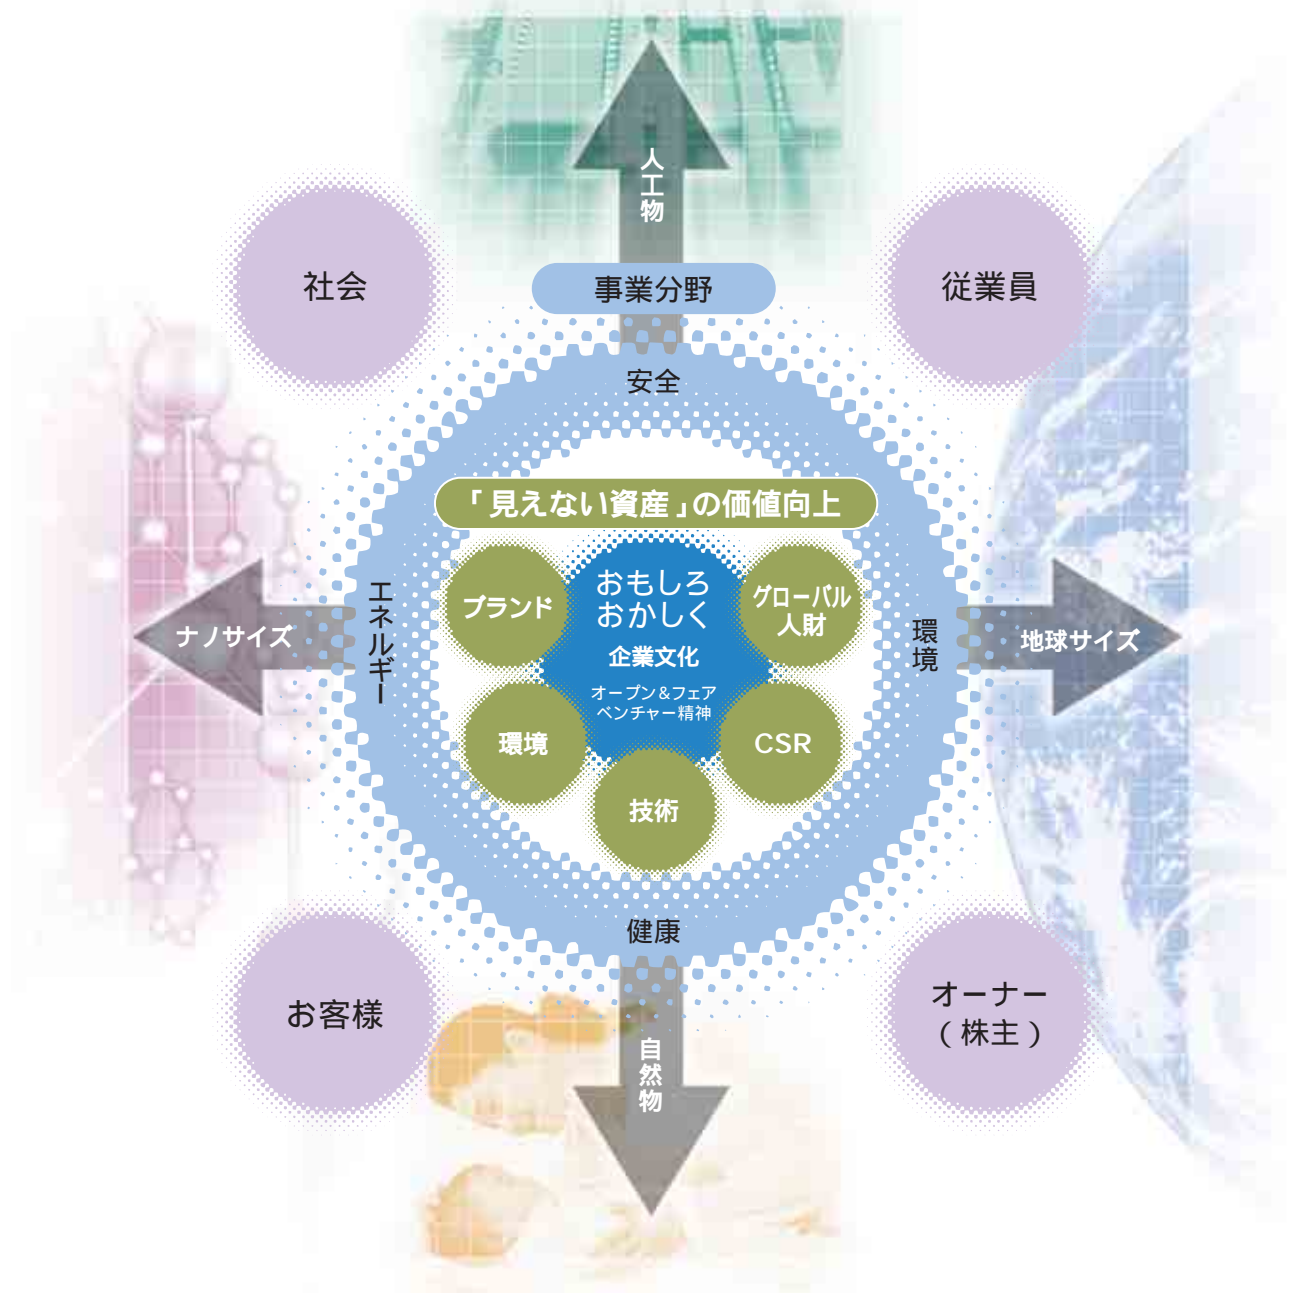 人工物
社会
事業分野
従業員
安全
「見えない資産」の価値向上
おもしろ
おかしく
企業文化
オープン&フェア
ベンチャー精神
ブランド
グローバル
人財
環境
CSR
技術
エネルギー
環境
ナノサイズ
地球サイズ
健康
お客様
オーナー
(株主)
自然物